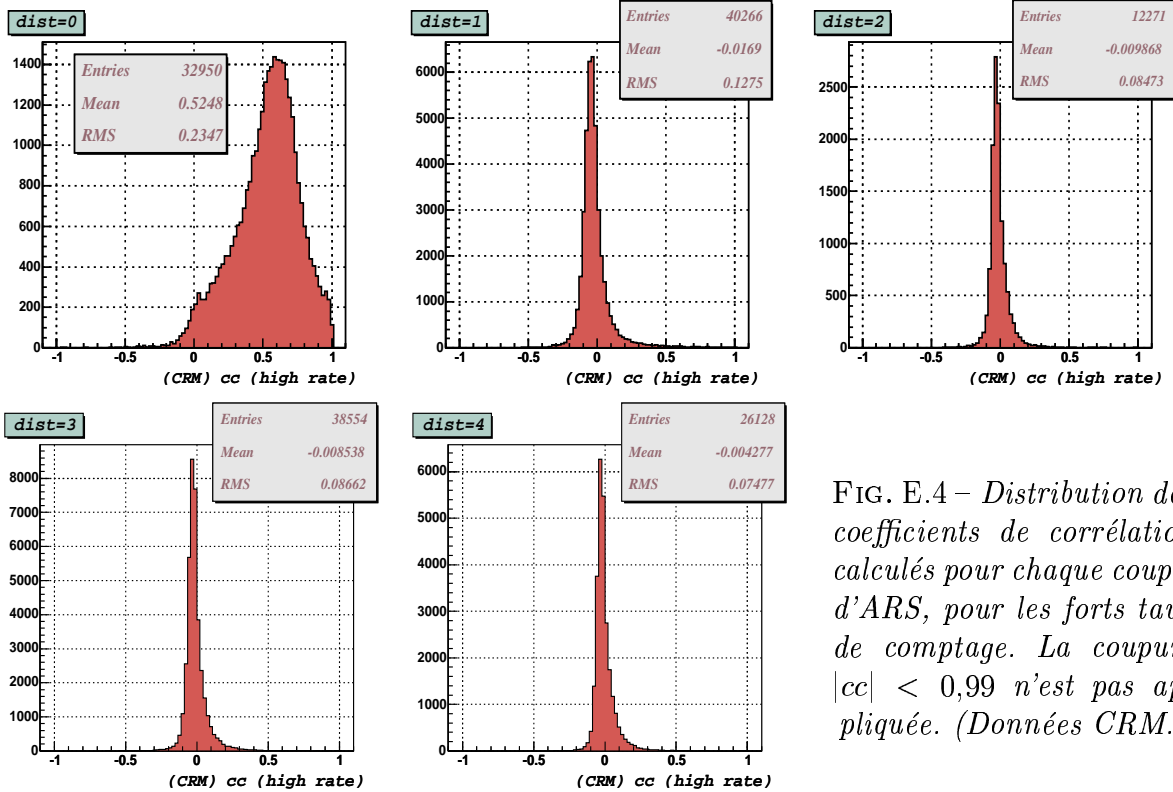 dist=0
Entries 32950
Mean 0.5248
RMS 0.2347
1400
1200
1000
800
600
400
200
0
-1 -0.5 0 0.5 1
(CRM) cc (high rate)
dist=1
Entries 40266
Mean -0.0169
RMS 0.1275
6000
5000
4000
3000
2000
1000
0
-1 -0.5 0 0.5 1
(CRM) cc (high rate)
dist=2
Entries 12271
Mean -0.009868
RMS 0.08473
2500
2000
1500
1000
500
0
-1 -0.5 0 0.5 1
(CRM) cc (high rate)
dist=3
Entries 38554
Mean -0.008538
RMS 0.08662
8000
7000
6000
5000
4000
3000
2000
1000
0
-1 -0.5 0 0.5 1
(CRM) cc (high rate)
dist=4
Entries 26128
Mean -0.004277
RMS 0.07477
6000
5000
4000
3000
2000
1000
0
-1 -0.5 0 0.5 1
(CRM) cc (high rate)
FIG. E.4 – Distribution de
coefficients de corrélatio
calculés pour chaque coup
d'ARS, pour les forts tau
de comptage. La coupur
|cc| < 0,99 n'est pas ap
pliquée. (Données CRM.